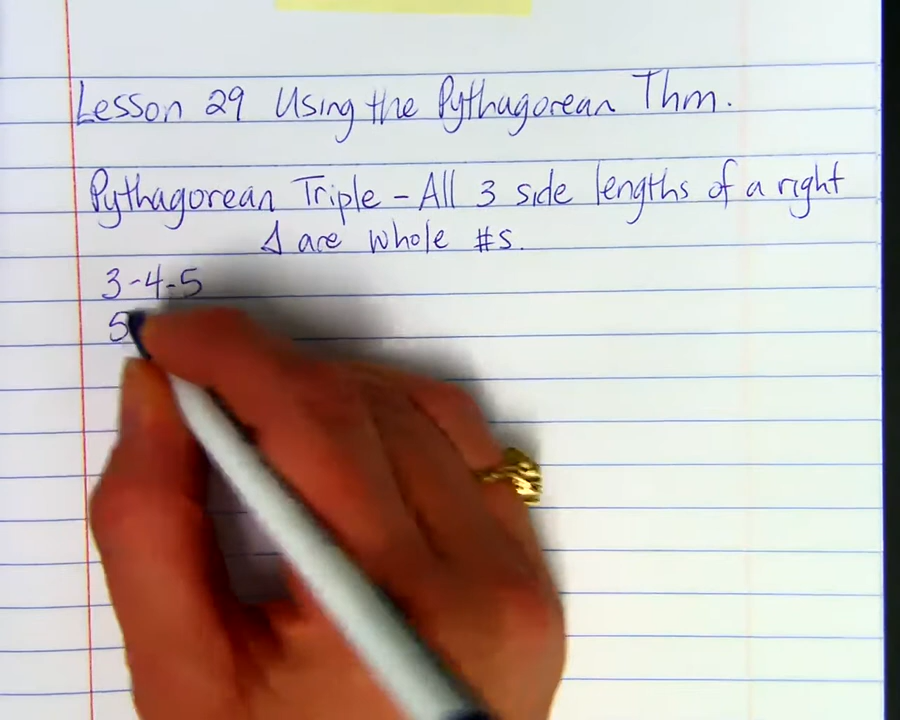 Lesson 29 Using the Pythagorean Thm.
Pythagorean Triple - All 3 side lengths of a right
Δ are whole #s.
3-4-5
5